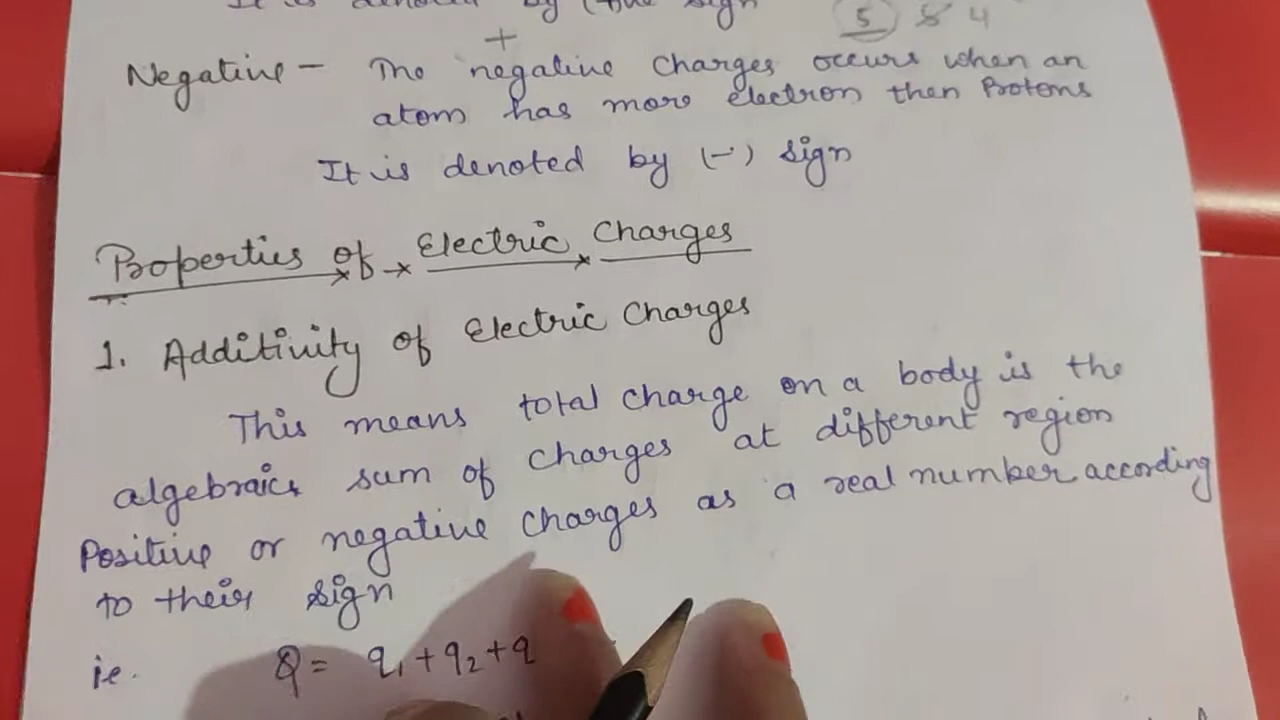 It is denoted by (the sign
5 8 4
+
Negative - The negative charges occurs when an
atom has more electron then Protons
It is denoted by (-) sign
Properties of Electric Charges
1. Additivity of Electric Charges
This means total charge on a body is the
algebraic sum of charges at different region
Positive or negative charges as a real number according
to their sign
ie. Q = q1 + q2 + q